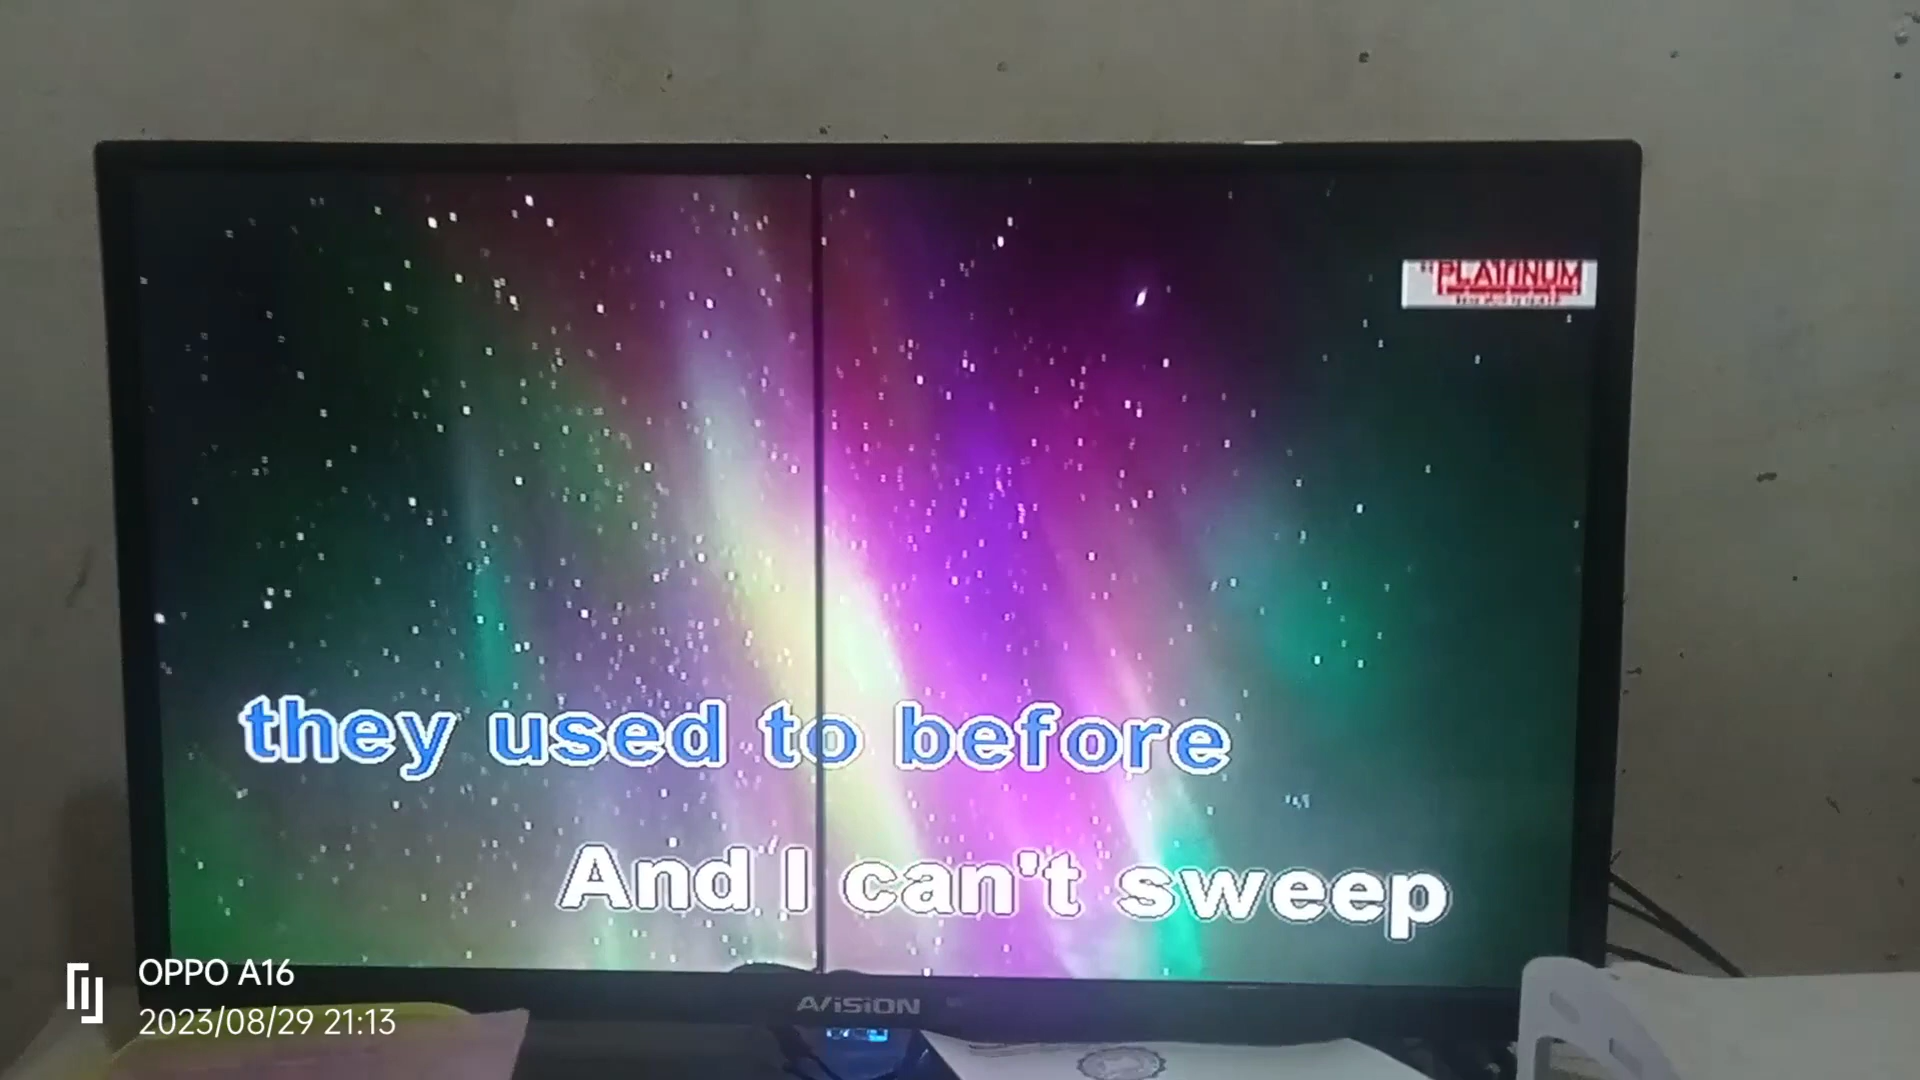 PLATINUM
they used to before
And I can't sweep
AVISION
OPPO A16
2023/08/29 21:13